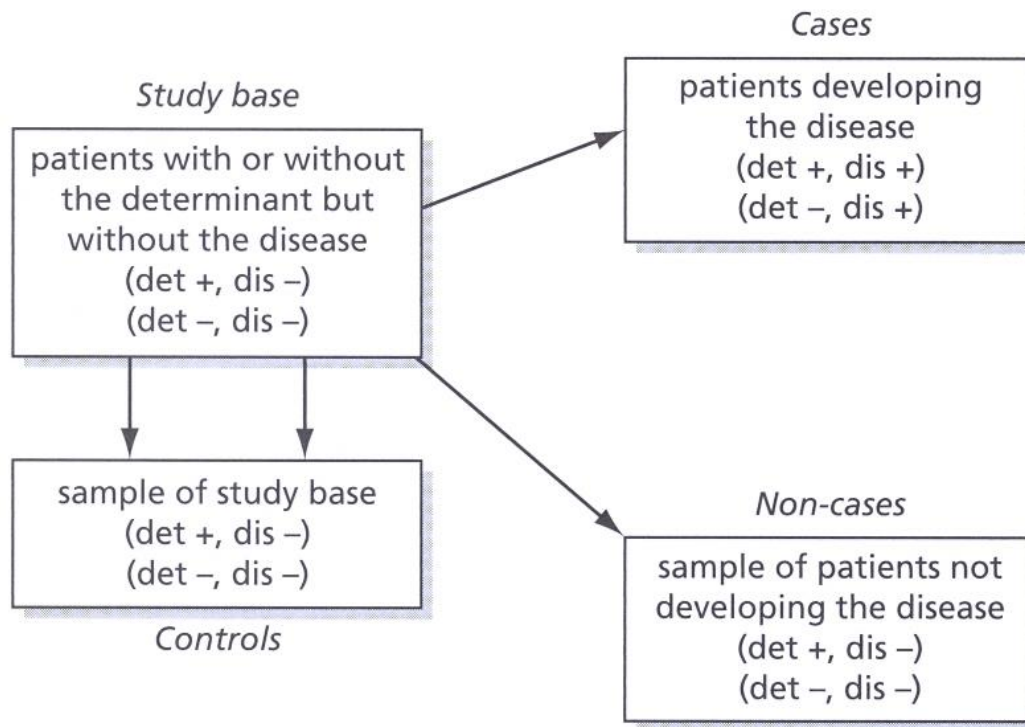 Study base
patients with or without
the determinant but
without the disease
(det +, dis –)
(det –, dis –)
Cases
patients developing
the disease
(det +, dis +)
(det –, dis +)
sample of study base
(det +, dis –)
(det –, dis –)
Controls
Non-cases
sample of patients not
developing the disease
(det +, dis –)
(det –, dis –)